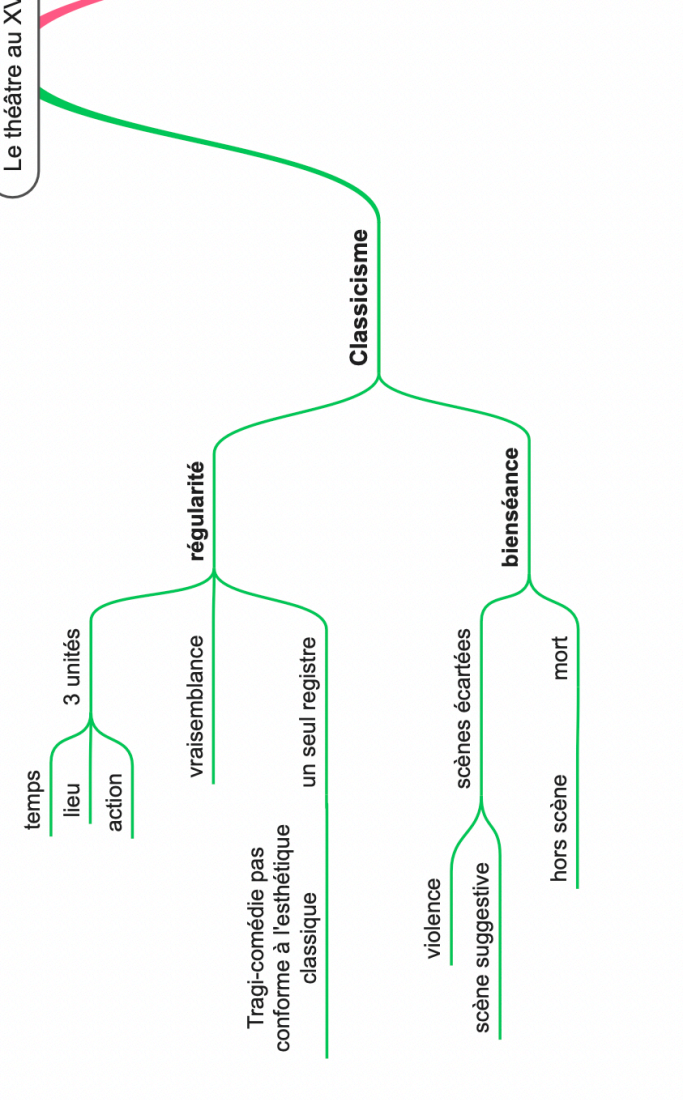 Le théâtre au XV
Classicisme
régularité
3 unités
temps
lieu
action
vraisemblance
un seul registre
Tragi-comédie pas
conforme à l'esthétique
classique
bienséance
scènes écartées
violence
scène suggestive
mort
hors scène